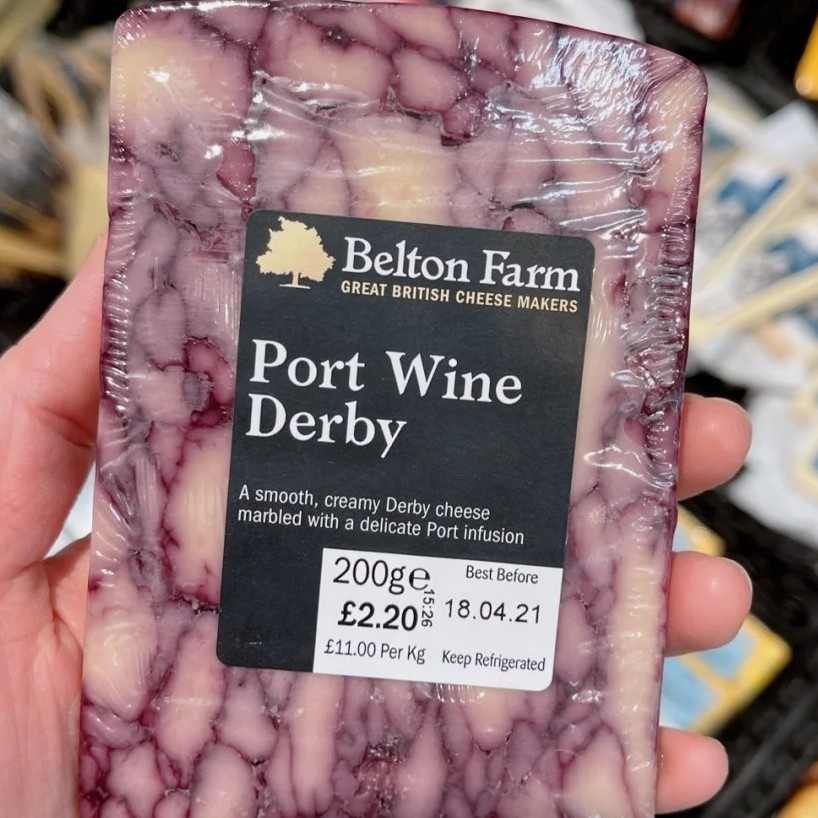 Belton Farm
GREAT BRITISH CHEESE MAKERS
Port Wine
Derby
A smooth, creamy Derby cheese
marbled with a delicate Port infusion
200g℮ Best Before
£2.20 15:26 18.04.21
£11.00 Per Kg Keep Refrigerated